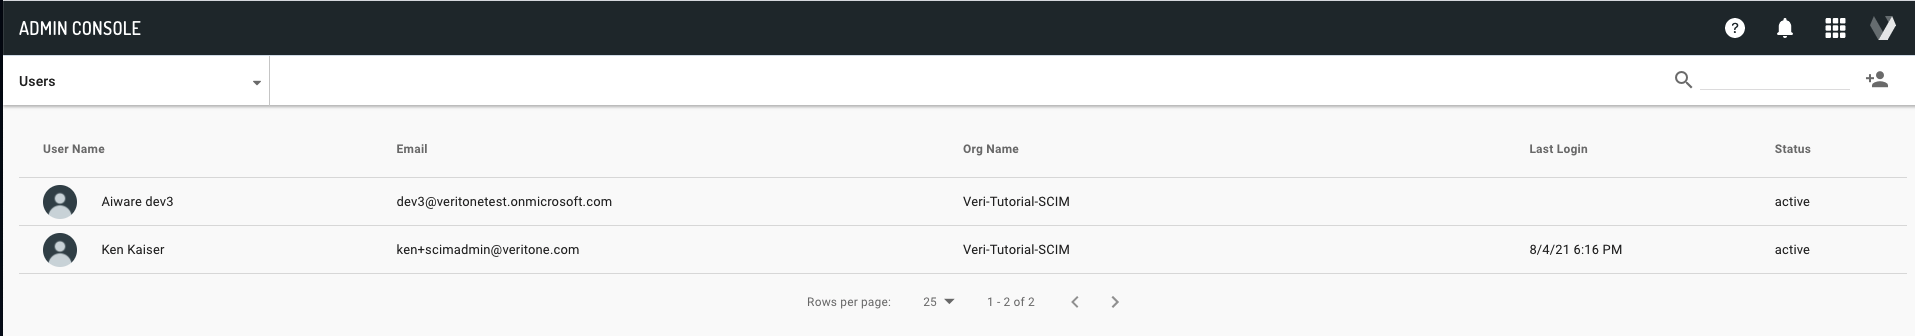 ADMIN CONSOLE
Users
User Name Email Org Name Last Login Status
Aiware dev3 dev3@veritonetest.onmicrosoft.com Veri-Tutorial-SCIM active
Ken Kaiser ken+scimadmin@veritone.com Veri-Tutorial-SCIM 8/4/21 6:16 PM active
Rows per page: 25 1 - 2 of 2